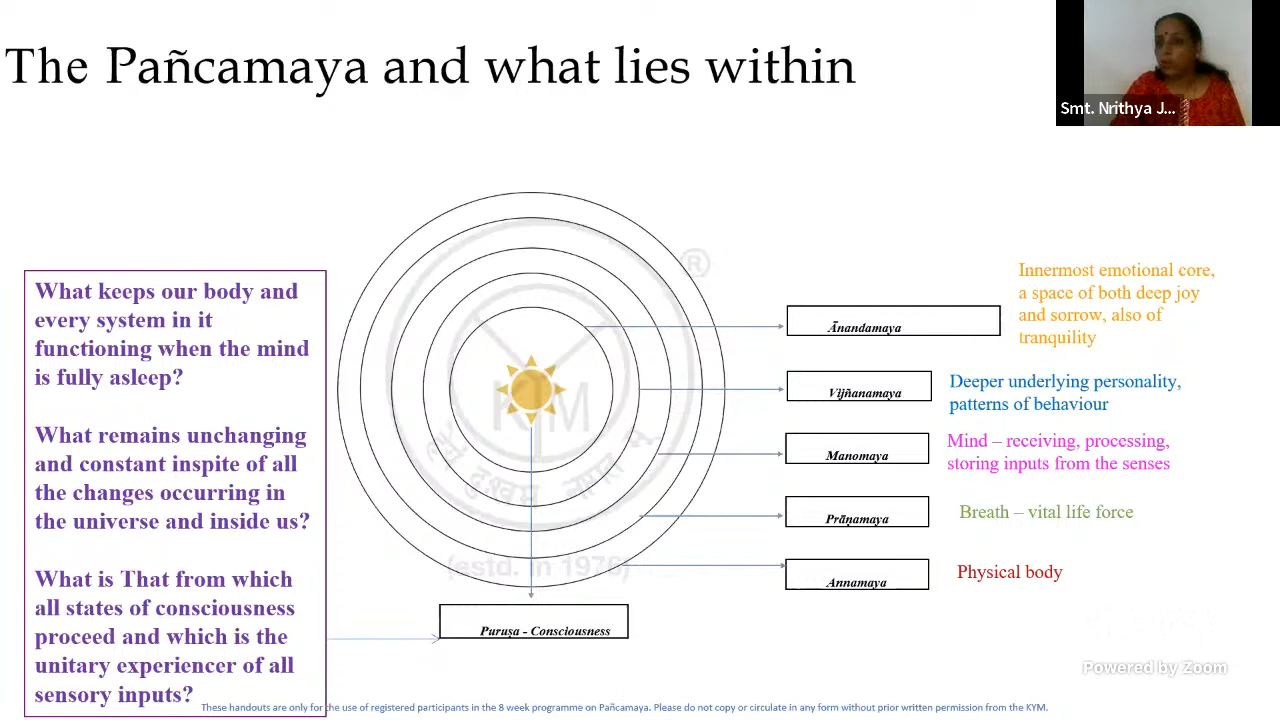 The Pañcamaya and what lies within
Smt. Nrithya J...
®
What keeps our body and
every system in it
functioning when the mind
is fully asleep?
What remains unchanging
and constant inspite of all
the changes occurring in
the universe and inside us?
What is That from which
all states of consciousness
proceed and which is the
unitary experiencer of all
sensory inputs?
KYM
(estd. in 1976)
Puruṣa - Consciousness
Ānandamaya
Innermost emotional core,
a space of both deep joy
and sorrow, also of
tranquility
Vijñanamaya
Deeper underlying personality,
patterns of behaviour
Manomaya
Mind – receiving, processing,
storing inputs from the senses
Prāṇamaya
Breath – vital life force
Annamaya
Physical body
Powered by Zoom
These handouts are only for the use of registered participants in the 8 week programme on Pañcamaya. Please do not copy or circulate in any form without prior written permission from the KYM.